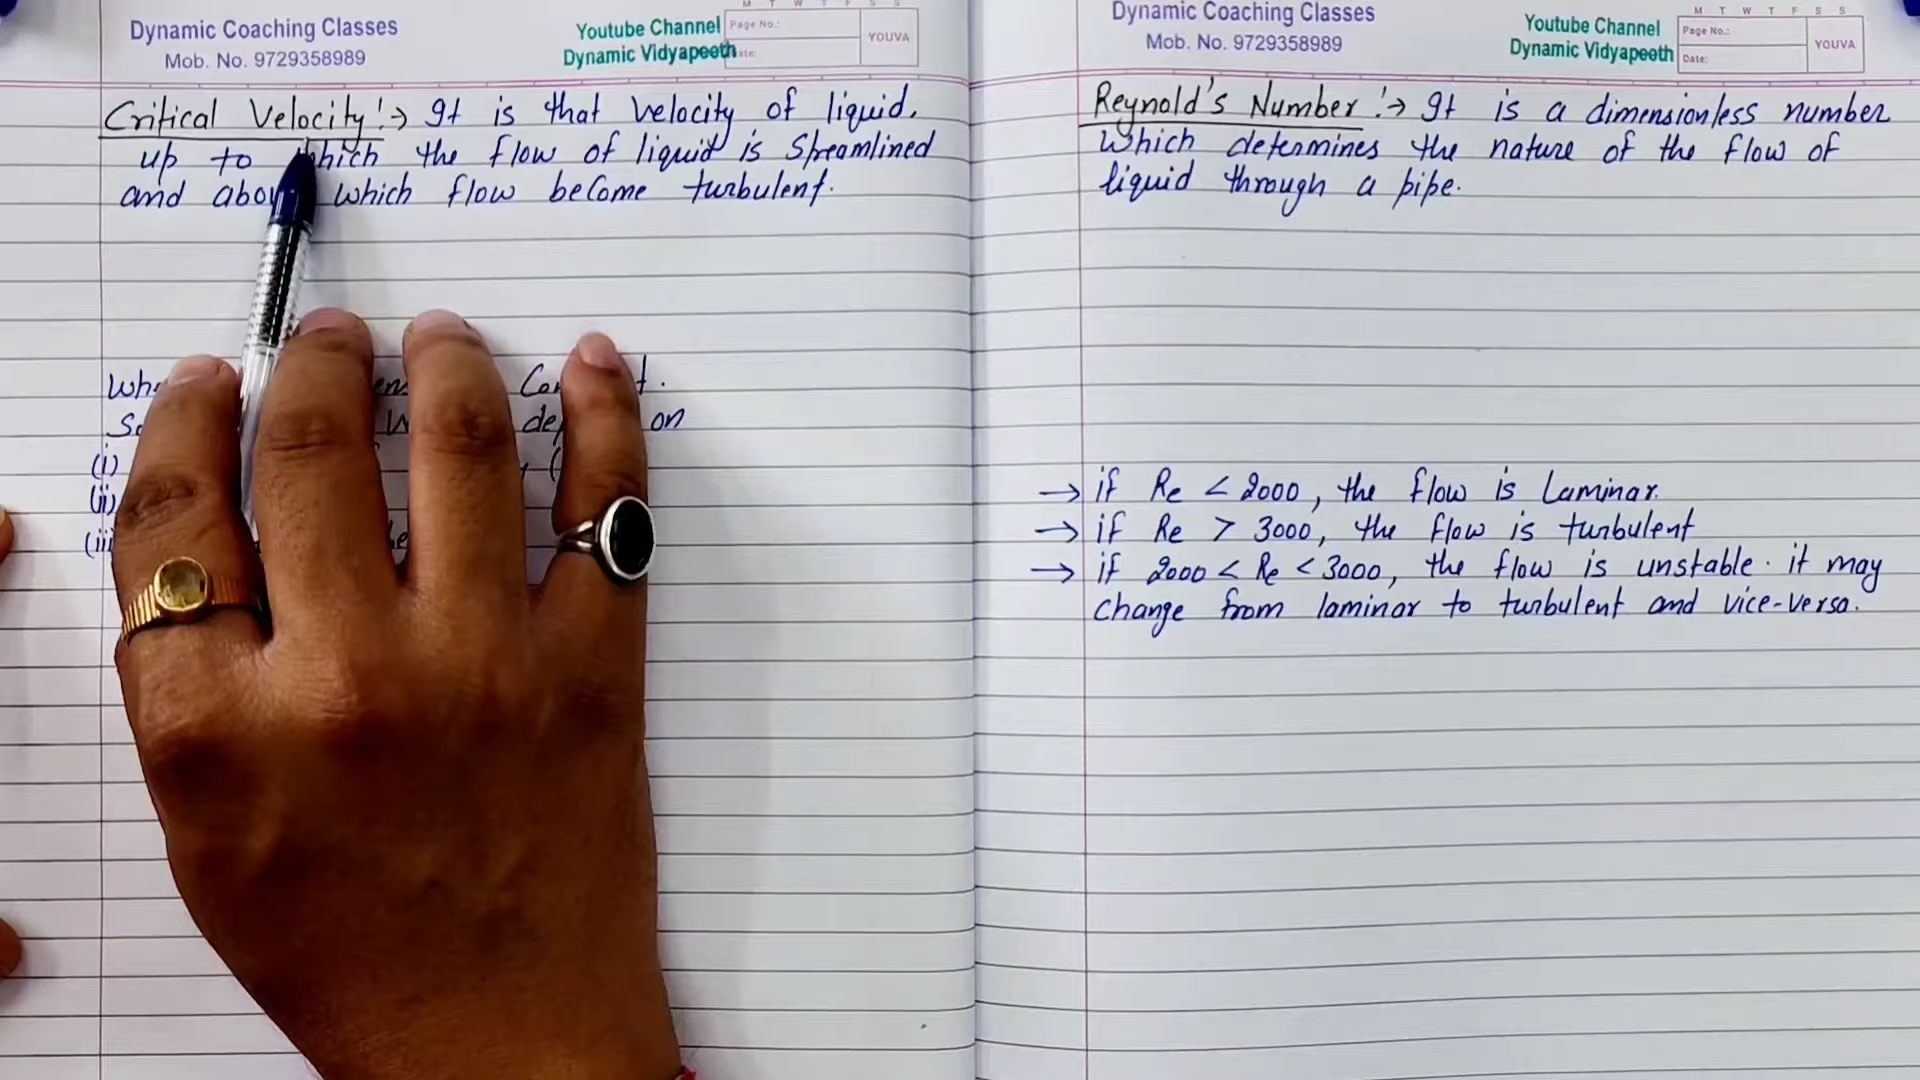 Dynamic Coaching Classes
Mob. No. 9729358989
Youtube Channel
Dynamic Vidyapeeth
M T W T F S S
Page No.:
Date:
YOUVA
Critical Velocity!→ It is that velocity of liquid,
up to which the flow of liquid is Streamlined
and which flow become turbulent.
on
(i)
(ii)
(iii)
Dynamic Coaching Classes
Mob. No. 9729358989
Youtube Channel
Dynamic Vidyapeeth
M T W T F S S
Page No.:
Date:
YOUVA
Reynold's Number !→ It is a dimensionless number
Which determines the nature of the flow of
liquid through a pipe.
→ if Re < 2000, the flow is Laminar.
→ if Re > 3000, the flow is turbulent
→ if 2000 < Re < 3000, the flow is unstable. it may
change from laminar to turbulent and vice-versa.